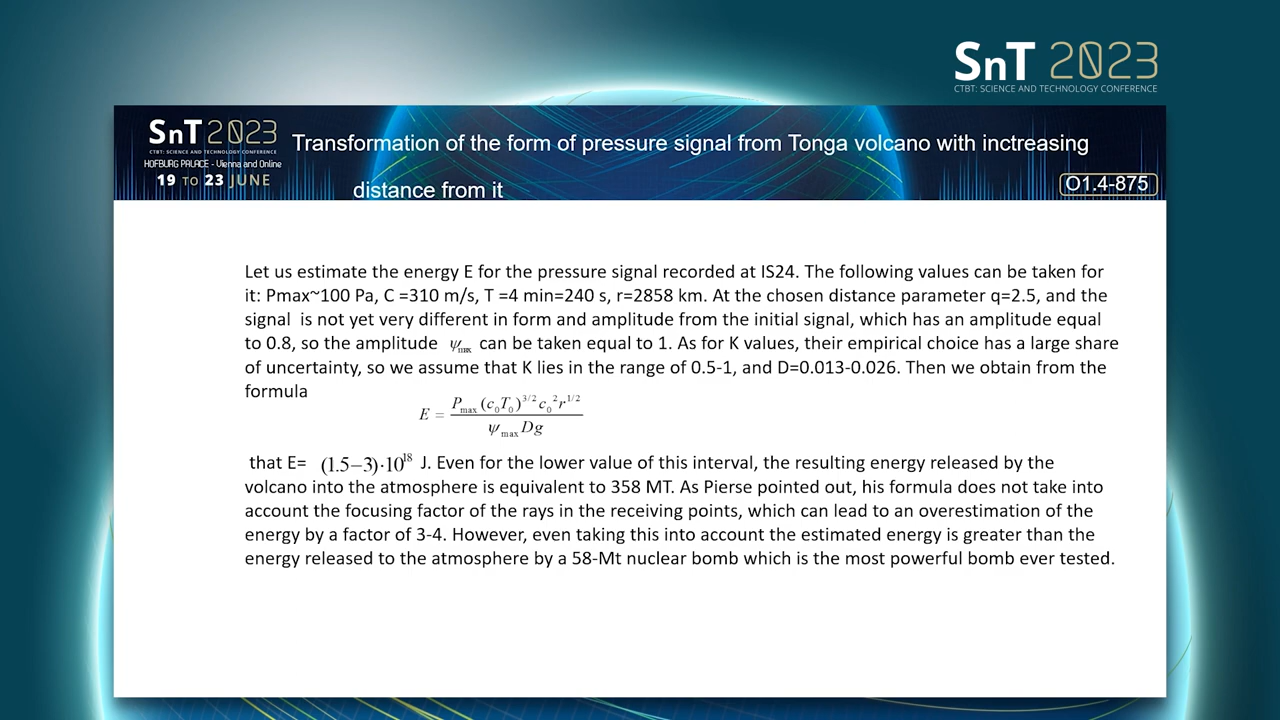 SnT 2023
CTBT: SCIENCE AND TECHNOLOGY CONFERENCE
SnT 2023
CTBT: SCIENCE AND TECHNOLOGY CONFERENCE
HOFBURG PALACE - Vienna and Online
19 TO 23 JUNE
Transformation of the form of pressure signal from Tonga volcano with inctreasing
distance from it
O1.4-875
Let us estimate the energy E for the pressure signal recorded at IS24. The following values can be taken for
it: Pmax~100 Pa, C =310 m/s, T =4 min=240 s, r=2858 km. At the chosen distance parameter q=2.5, and the
signal is not yet very different in form and amplitude from the initial signal, which has an amplitude equal
to 0.8, so the amplitude ψmax can be taken equal to 1. As for K values, their empirical choice has a large share
of uncertainty, so we assume that K lies in the range of 0.5-1, and D=0.013-0.026. Then we obtain from the
formula
E = Pmax (c₀T₀)^3/2 c₀² r^1/2 / ψmax Dg
that E= (1.5−3)·10¹⁸ J. Even for the lower value of this interval, the resulting energy released by the
volcano into the atmosphere is equivalent to 358 MT. As Pierse pointed out, his formula does not take into
account the focusing factor of the rays in the receiving points, which can lead to an overestimation of the
energy by a factor of 3-4. However, even taking this into account the estimated energy is greater than the
energy released to the atmosphere by a 58-Mt nuclear bomb which is the most powerful bomb ever tested.